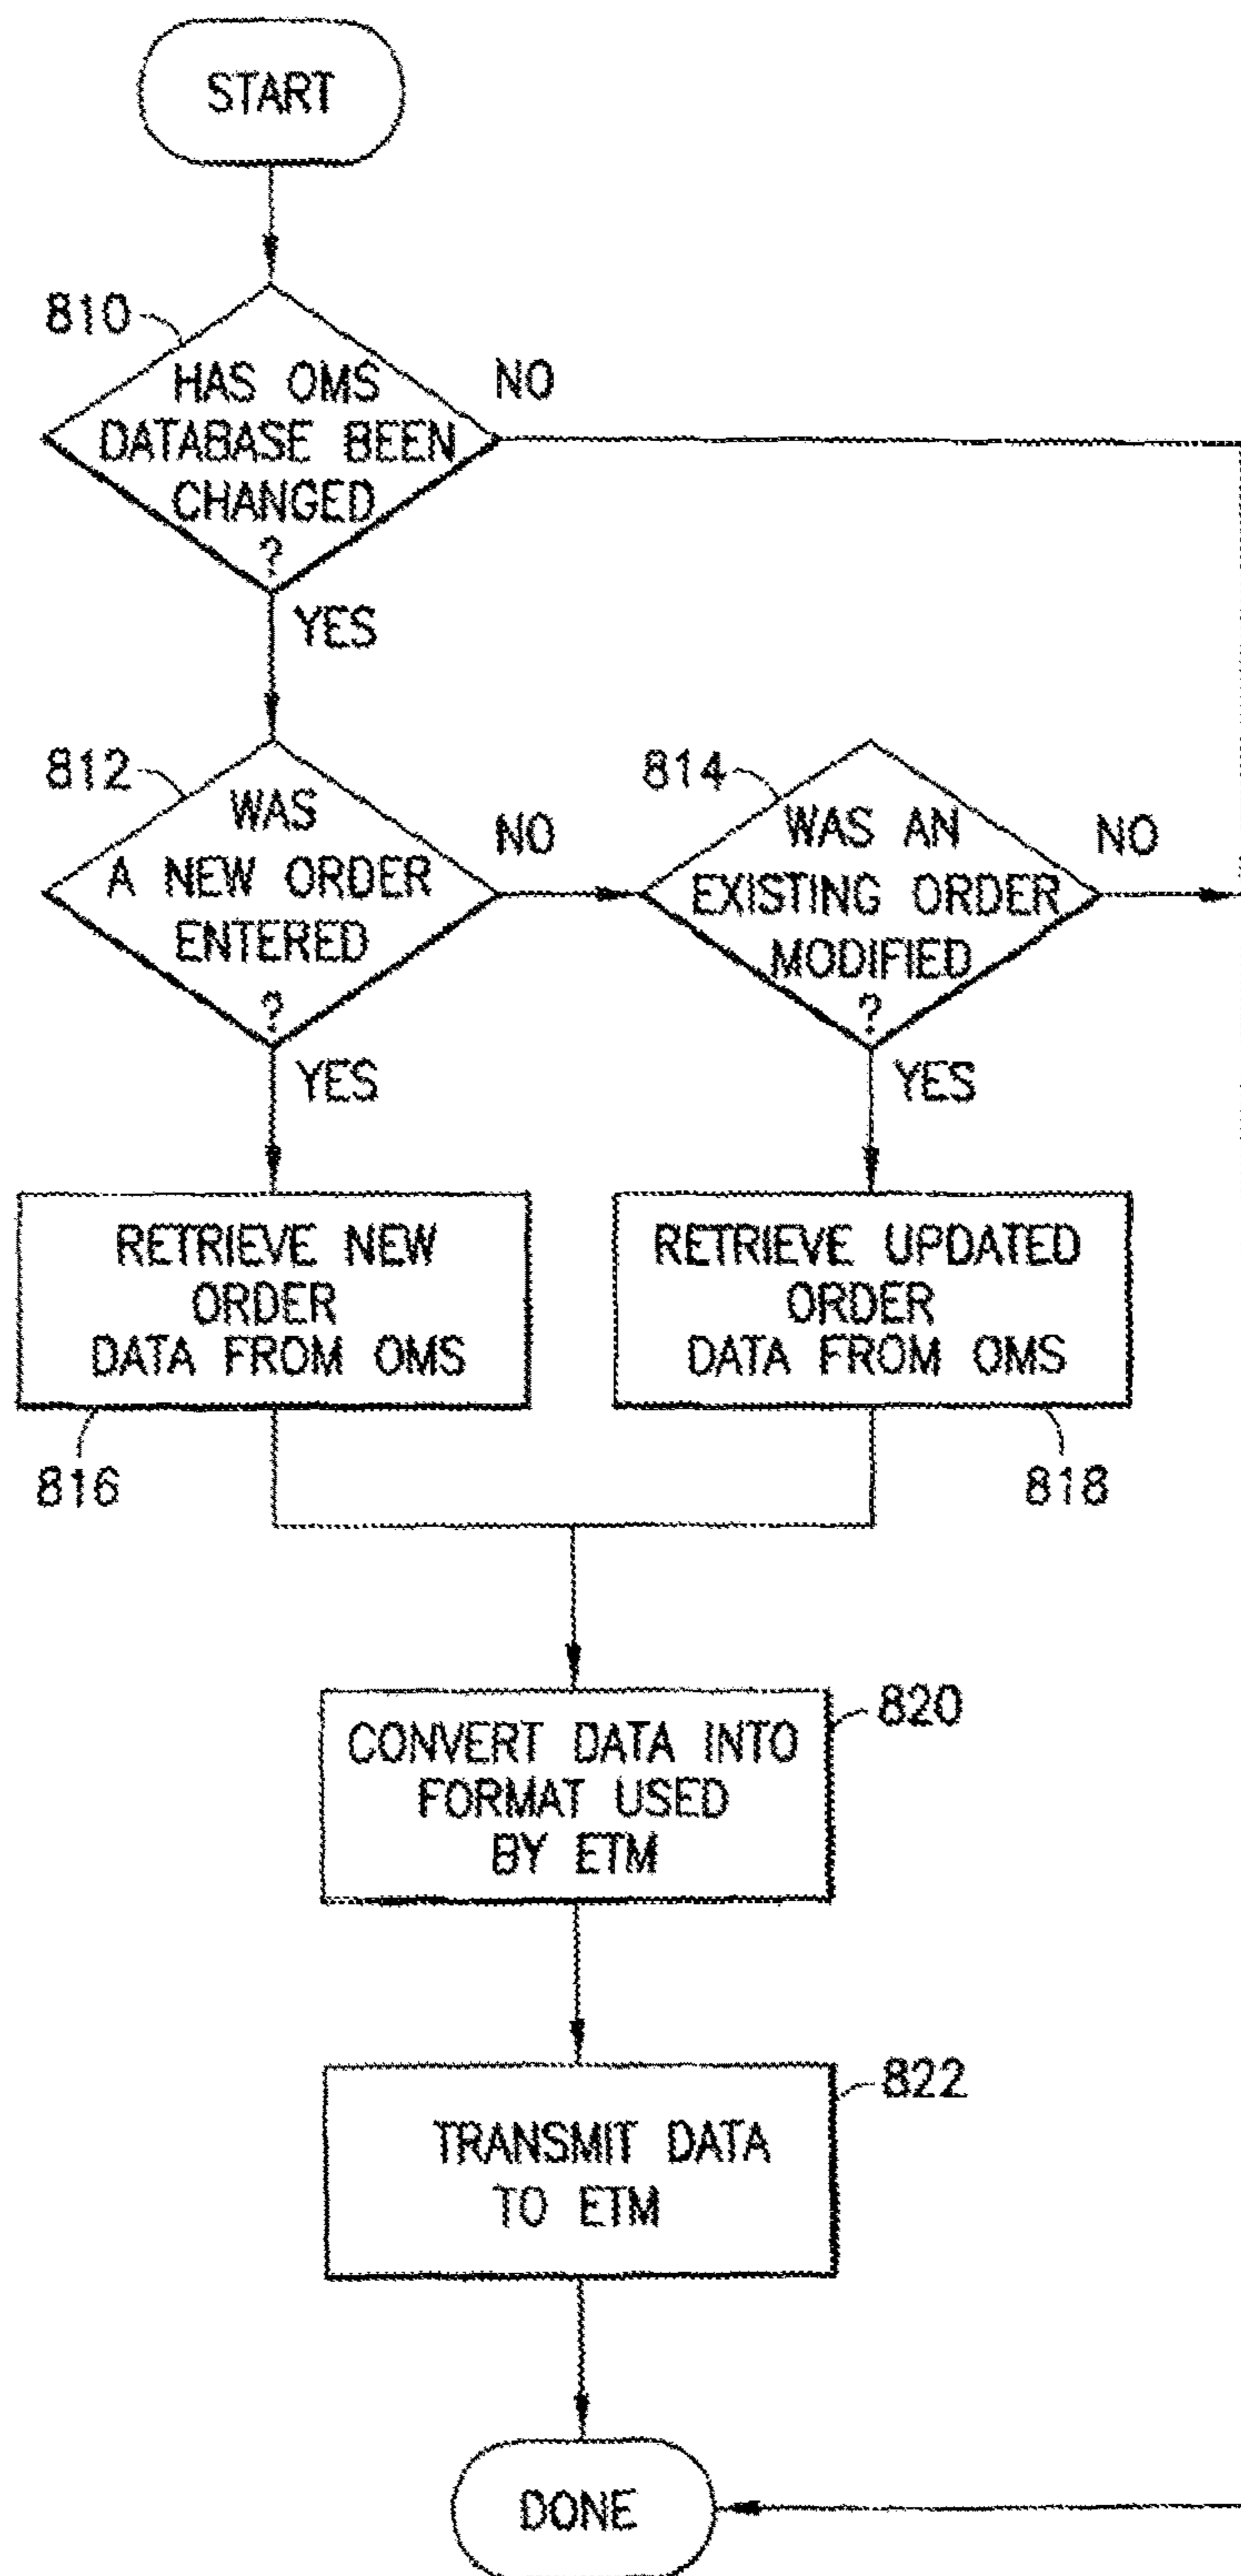 START
810
HAS OMS
DATABASE BEEN
CHANGED
?
NO
YES
812
WAS
A NEW ORDER
ENTERED
?
NO
YES
814
WAS AN
EXISTING ORDER
MODIFIED
?
NO
YES
RETRIEVE NEW
ORDER
DATA FROM OMS
816
RETRIEVE UPDATED
ORDER
DATA FROM OMS
818
CONVERT DATA INTO
FORMAT USED
BY ETM
820
TRANSMIT DATA
TO ETM
822
DONE